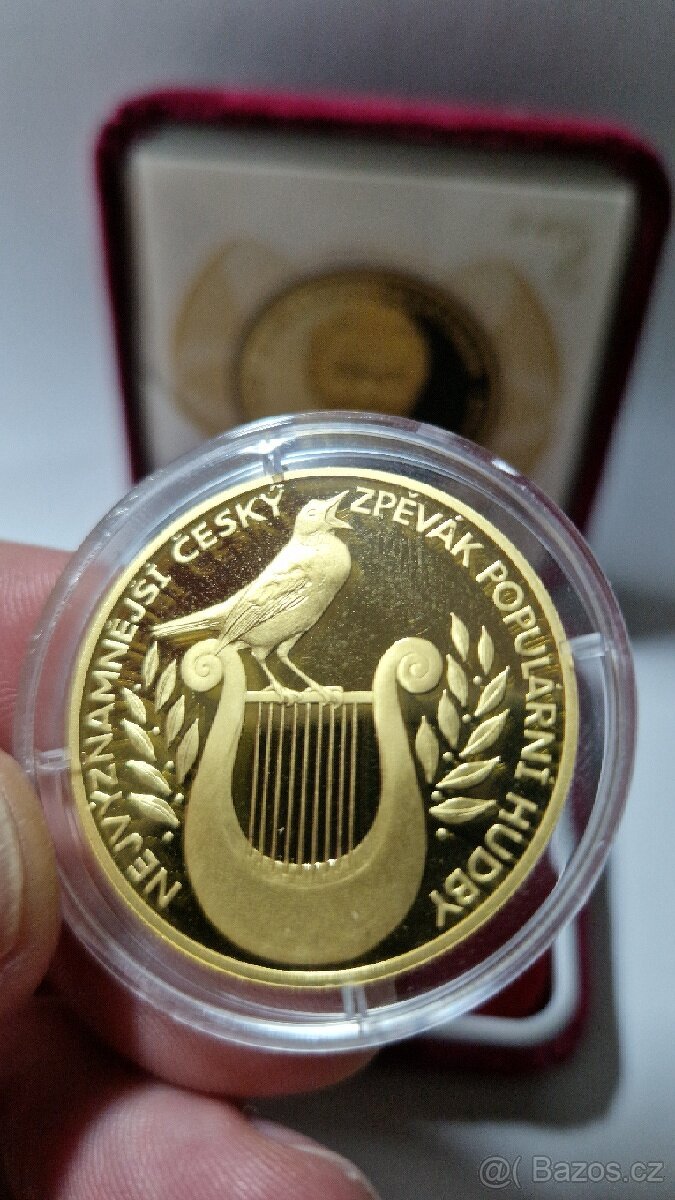 NEJVÝZNAMNĚJŠÍ ČESKÝ ZPĚVÁK POPULÁRNÍ HUDBY
@( Bazos.cz